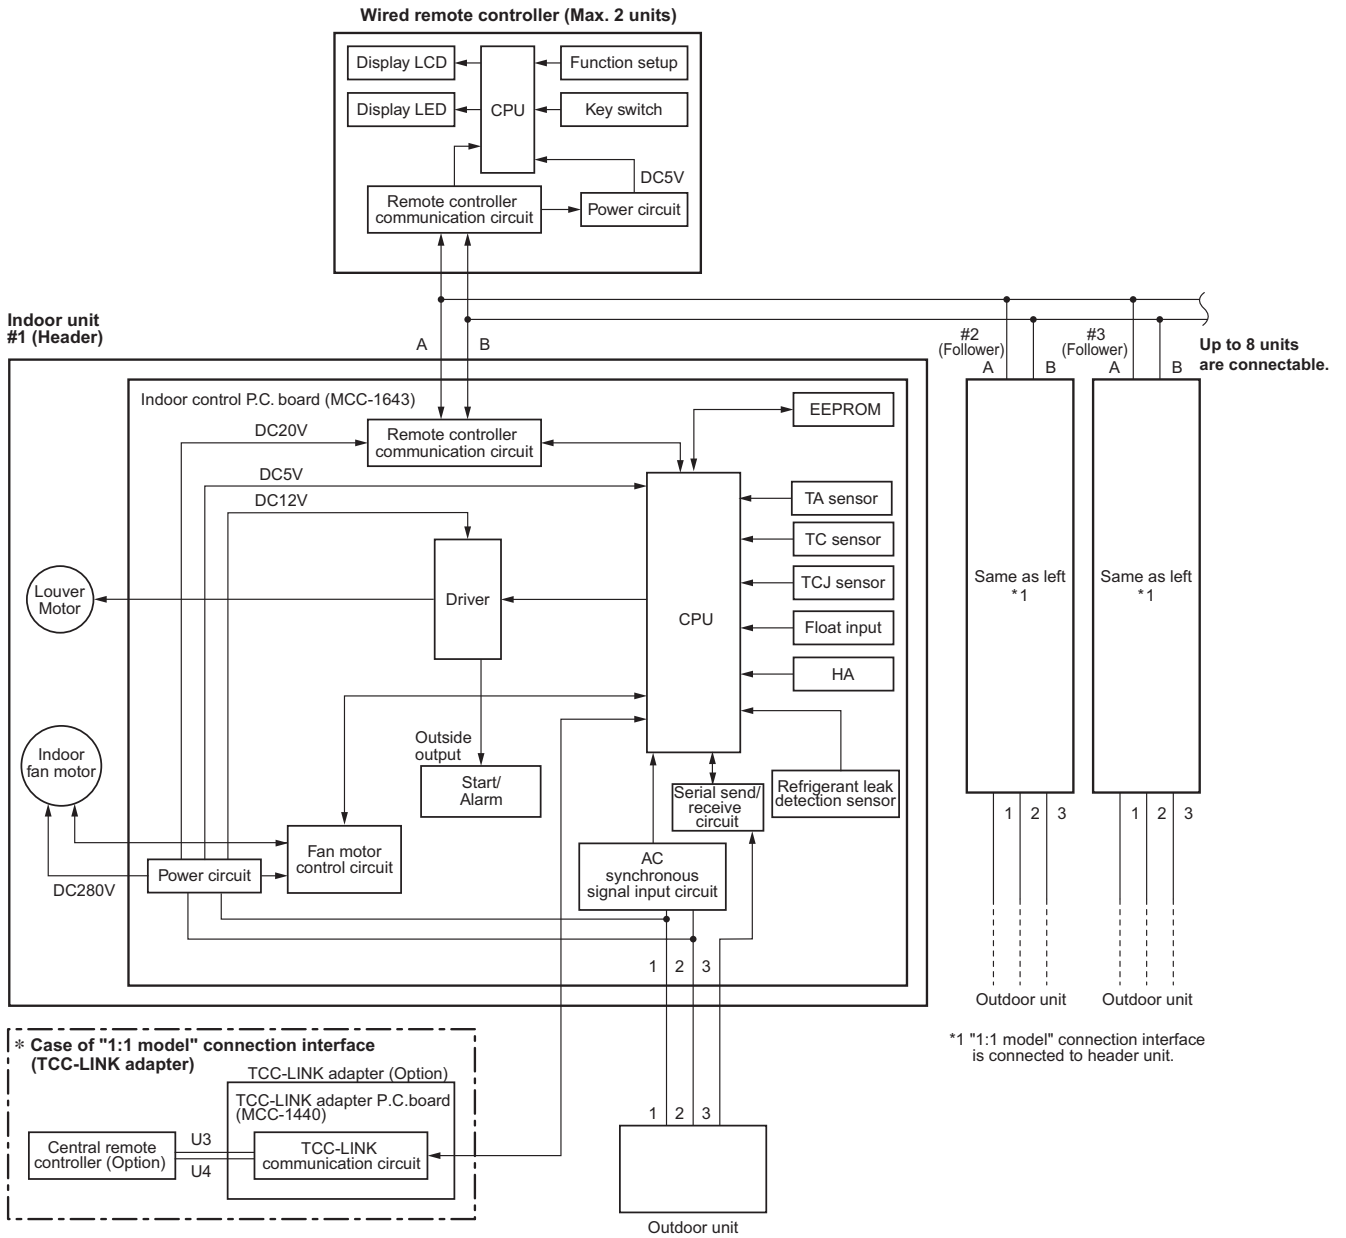 Wired remote controller (Max. 2 units)
Display LCD
Function setup
Display LED
CPU
Key switch
DC5V
Remote controller
communication circuit
Power circuit
Indoor unit
#1 (Header)
A
B
#2
(Follower)
A
B
#3
(Follower)
A
B
Up to 8 units
are connectable.
Indoor control P.C. board (MCC-1643)
DC20V
Remote controller
communication circuit
EEPROM
DC5V
DC12V
TA sensor
TC sensor
TCJ sensor
Float input
HA
Louver
Motor
Driver
CPU
Same as left
*1
Same as left
*1
Outside
output
Start/
Alarm
Indoor
fan motor
Serial send/
receive
circuit
Refrigerant leak
detection sensor
Fan motor
control circuit
Power circuit
DC280V
AC
synchronous
signal input circuit
1 2 3
1 2 3
1 2 3
Outdoor unit
Outdoor unit
*1 "1:1 model" connection interface
is connected to header unit.
* Case of "1:1 model" connection interface
(TCC-LINK adapter)
TCC-LINK adapter (Option)
TCC-LINK adapter P.C.board
(MCC-1440)
Central remote
controller (Option)
U3
U4
TCC-LINK
communication circuit
1 2 3
Outdoor unit